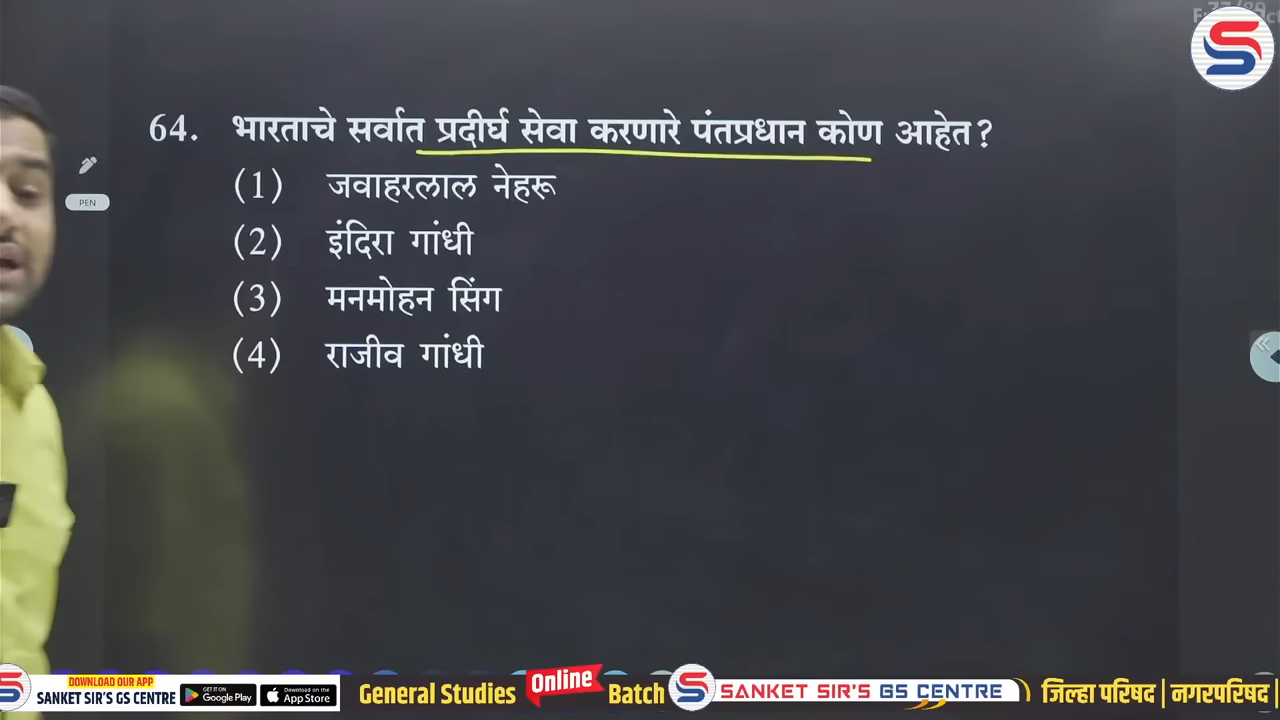 64. भारताचे सर्वात प्रदीर्घ सेवा करणारे पंतप्रधान कोण आहेत?
(1) जवाहरलाल नेहरू
(2) इंदिरा गांधी
(3) मनमोहन सिंग
(4) राजीव गांधी
PEN
DOWNLOAD OUR APP
SANKET SIR'S GS CENTRE
GET IT ON
Google Play
Download on the
App Store
General Studies Online Batch
SANKET SIR'S GS CENTRE
जिल्हा परिषद | नगरपरिषद |